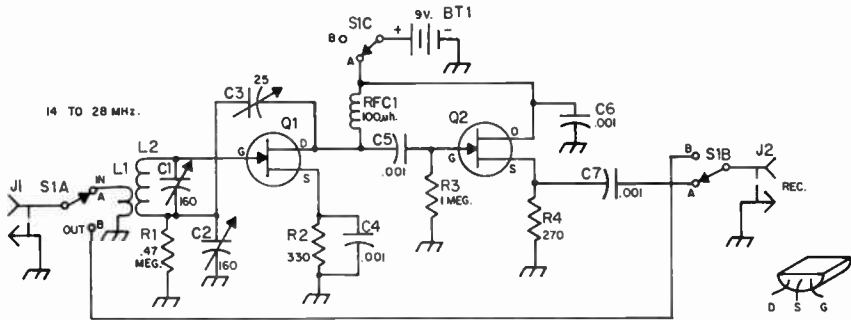 S1C
9V.
BT1
B
+
-
A
C3
25
RFC1
100µh.
Q1
Q2
C6
.001
14 TO 28 MHz.
L2
L1
C1
160
G
D
S
C5
.001
G
D
S
B
S1B
J2
A
REC.
J1
S1A
IN
A
OUT
B
R1
.47
MEG.
C2
160
R2
330
C4
.001
R3
1 MEG.
C7
.001
R4
270
D S G